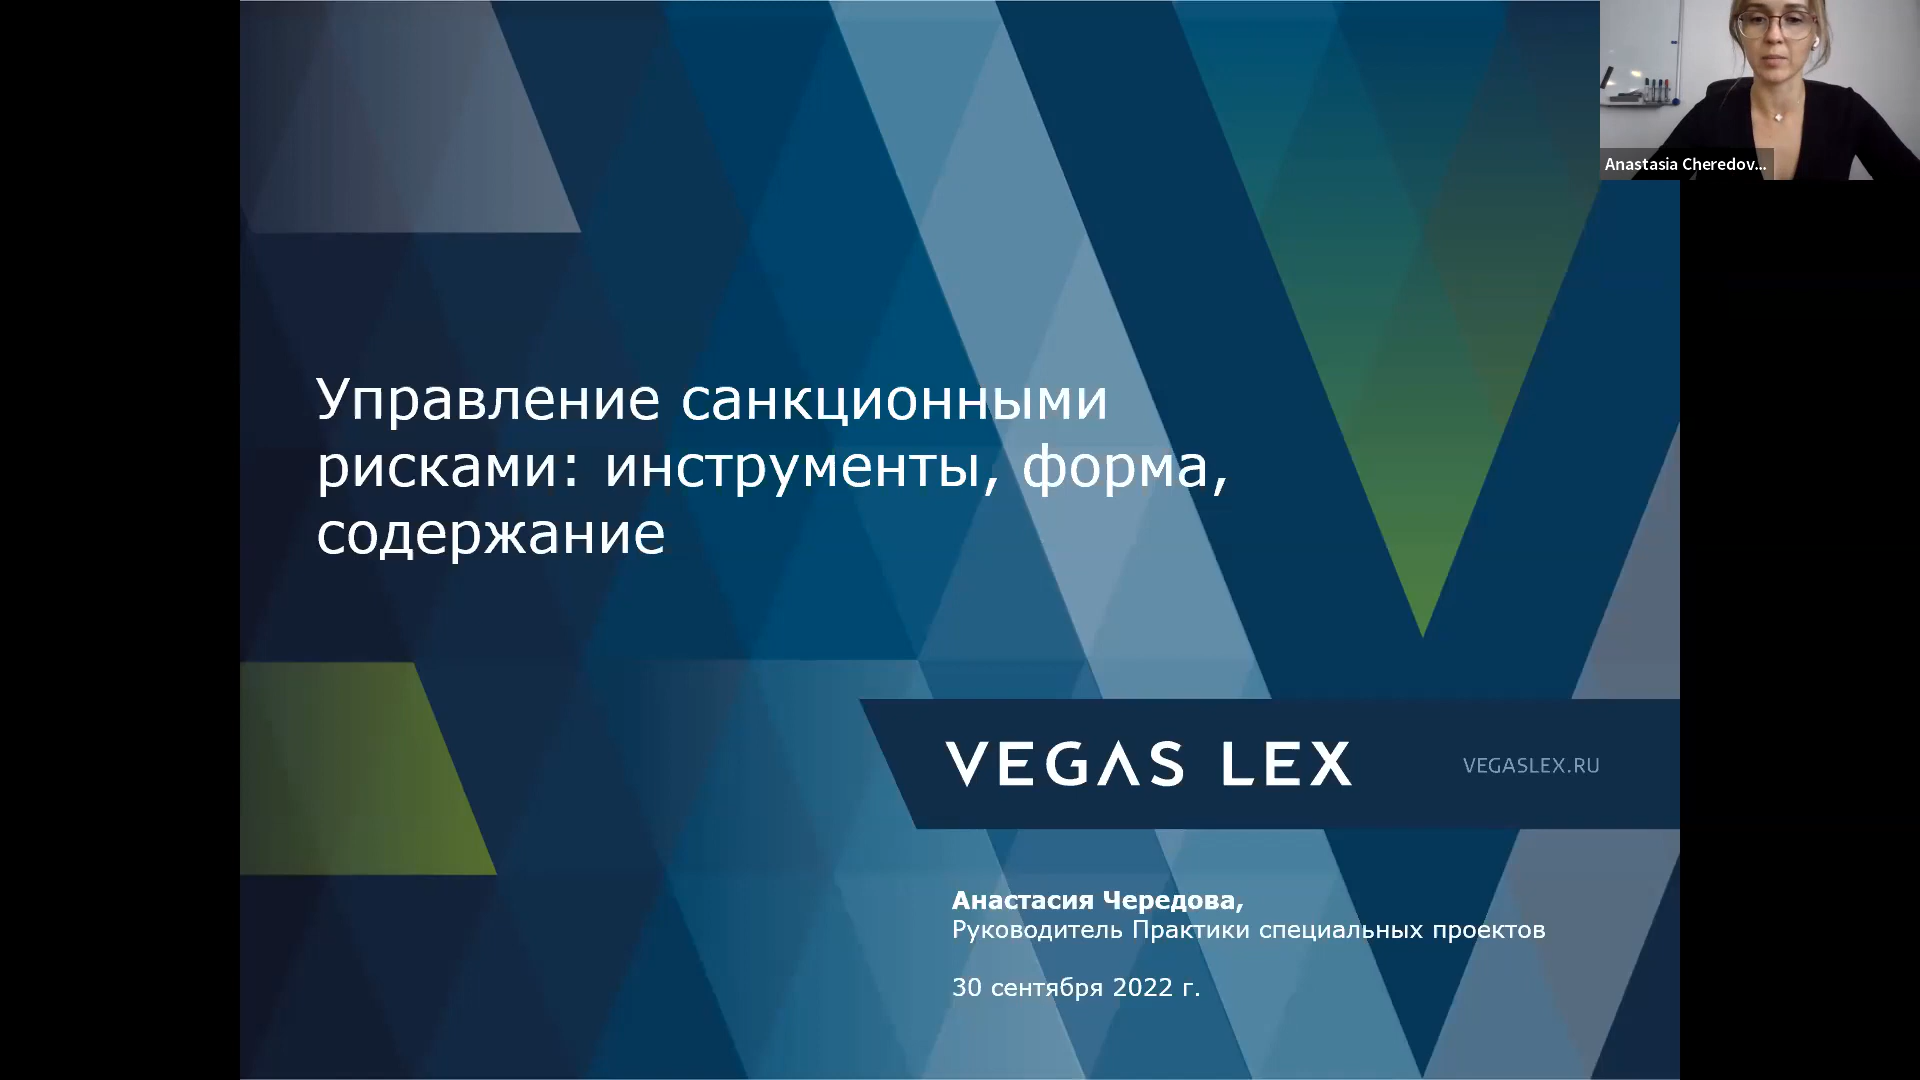 Anastasia Cheredov...
Управление санкционными
рисками: инструменты, форма,
содержание
VEGAS LEX
VEGASLEX.RU
Анастасия Чередова,
Руководитель Практики специальных проектов
30 сентября 2022 г.